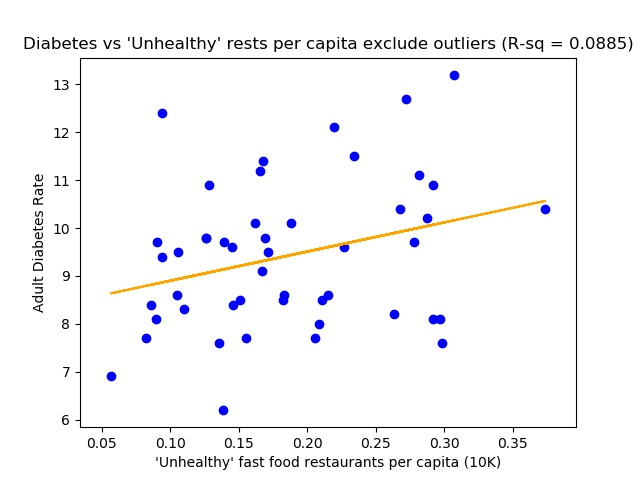 Diabetes vs 'Unhealthy' rests per capita exclude outliers (R-sq = 0.0885)
13
12
11
10
9
8
7
6
Adult Diabetes Rate
0.05 0.10 0.15 0.20 0.25 0.30 0.35
'Unhealthy' fast food restaurants per capita (10K)